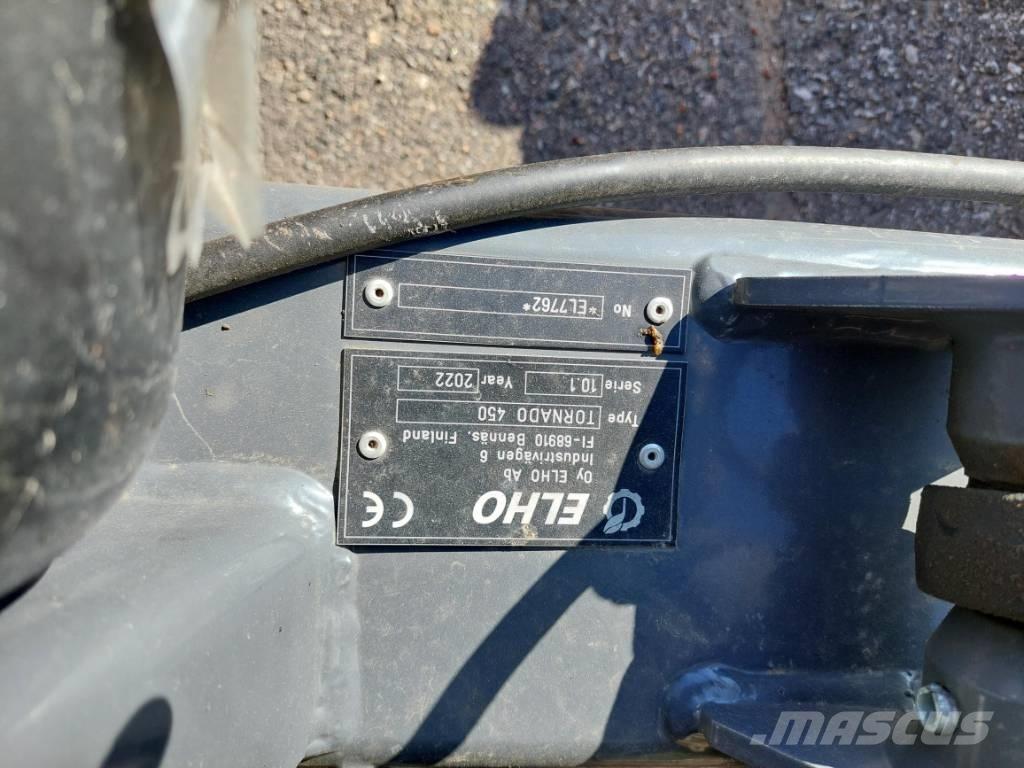 ELHO CE
Oy ELHO Ab
Industrivägen 6
FI-68910 Bennäs, Finland
Type TORNADO 450
Serie 10.1 Year 2022
No *EL7762*
MASCUS